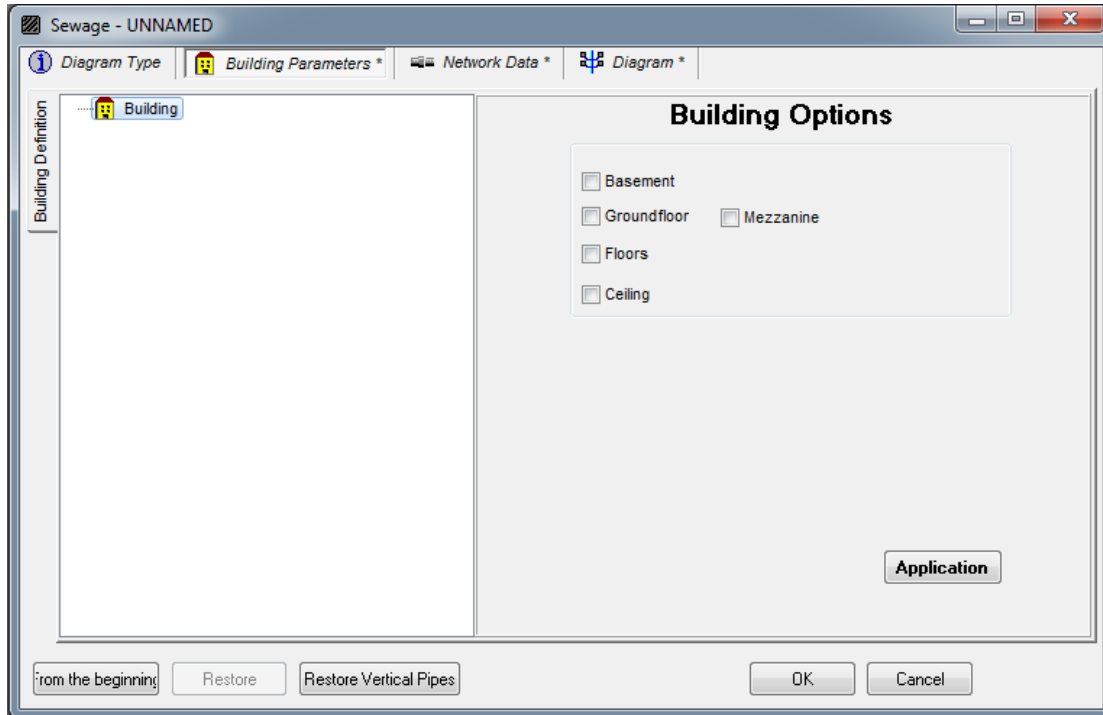 Sewage - UNNAMED
Diagram Type Building Parameters * Network Data * Diagram *
Building Definition
Building
Building Options
Basement
Groundfloor Mezzanine
Floors
Ceiling
Application
From the beginning Restore Restore Vertical Pipes OK Cancel